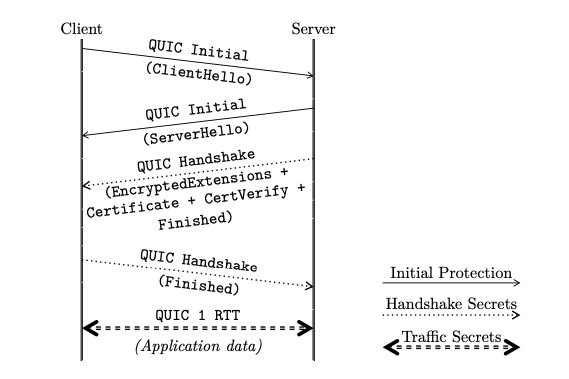 Client
Server
QUIC Initial
(ClientHello)
QUIC Initial
(ServerHello)
QUIC Handshake
(EncryptedExtensions +
Certificate + CertVerify +
Finished)
QUIC Handshake
(Finished)
QUIC 1 RTT
(Application data)
Initial Protection
Handshake Secrets
Traffic Secrets